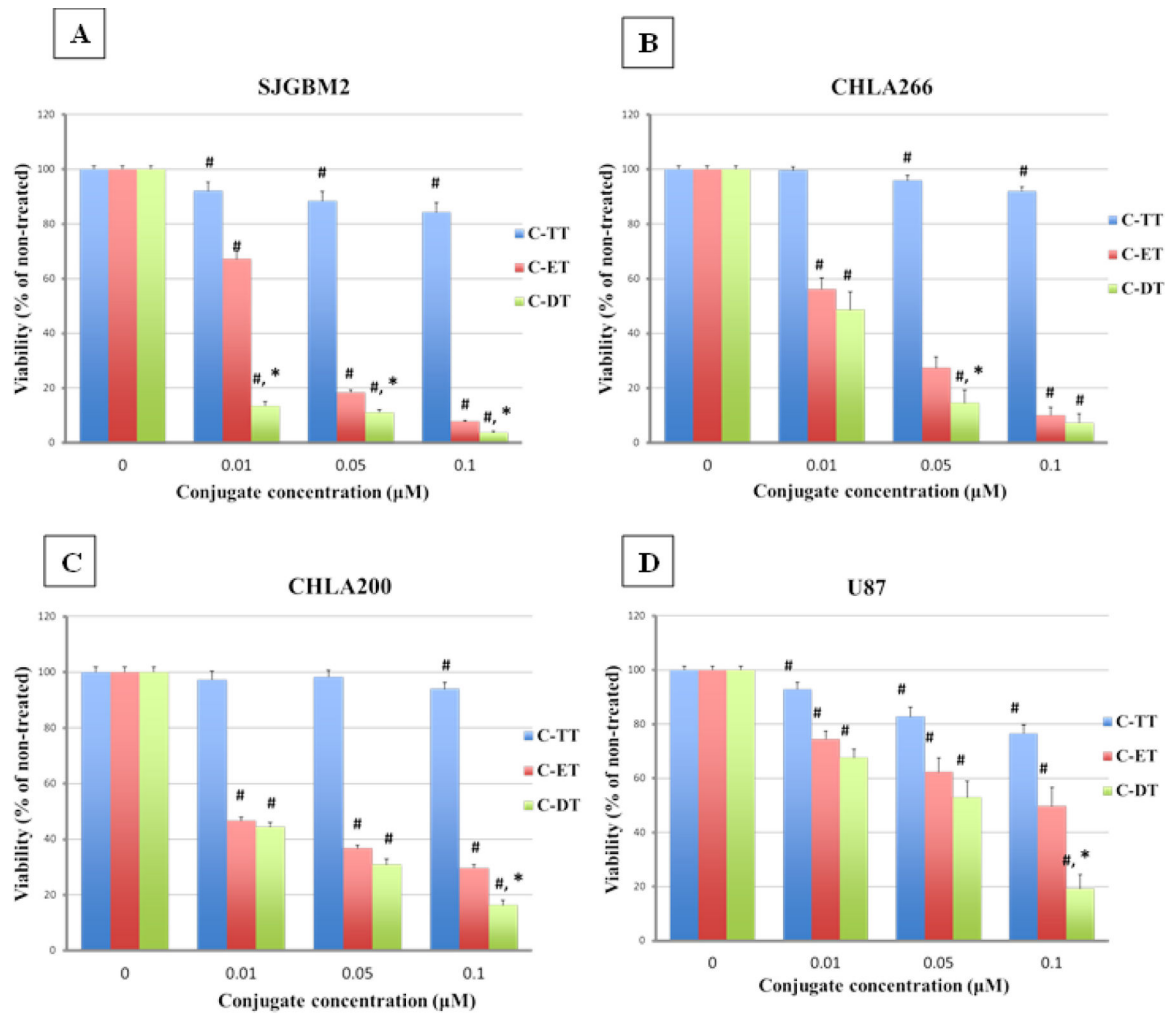 A
SJGBM2
120
100
80
60
40
20
0
Viability (% of non-treated)
#
#
#
#
#, *
#
#, *
#
#, *
C-TT
C-ET
C-DT
0
0.01
0.05
0.1
Conjugate concentration (µM)
B
CHLA266
120
100
80
60
40
20
0
Viability (% of non-treated)
#
#
#
#
#, *
#
#
C-TT
C-ET
C-DT
0
0.01
0.05
0.1
Conjugate concentration (µM)
C
CHLA200
120
100
80
60
40
20
0
Viability (% of non-treated)
#
#
#
#
#
#
#, *
C-TT
C-ET
C-DT
0
0.01
0.05
0.1
Conjugate concentration (µM)
D
U87
120
100
80
60
40
20
0
Viability (% of non-treated)
#
#
#
#
#
#
#
#
#, *
C-TT
C-ET
C-DT
0
0.01
0.05
0.1
Conjugate concentration (µM)